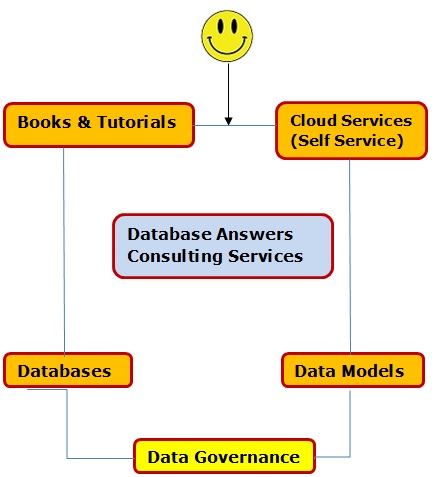 Books & Tutorials
Cloud Services
(Self Service)
Database Answers
Consulting Services
Databases
Data Models
Data Governance